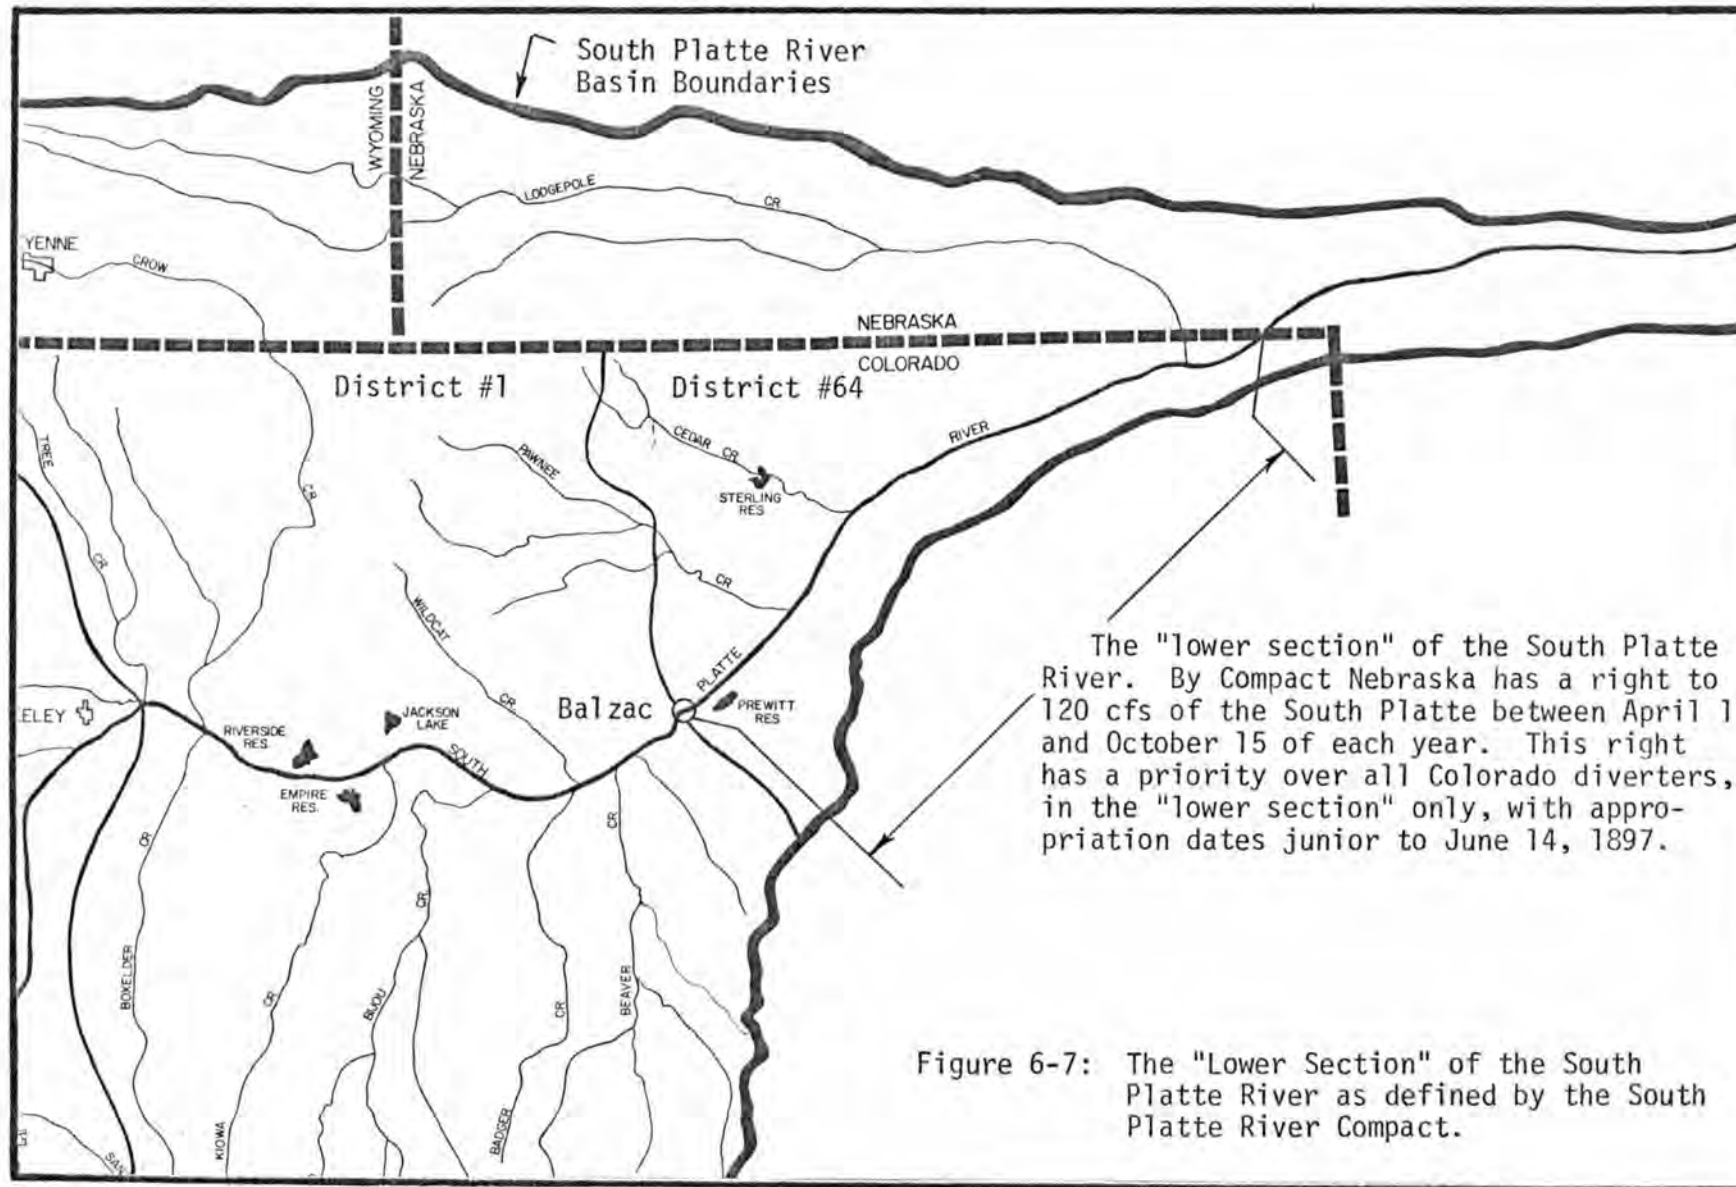 South Platte River
Basin Boundaries
WYOMING
NEBRASKA
LODGEPOLE
CR
YENNE
CROW
NEBRASKA
COLORADO
District #1
District #64
TREE
CR
CR
PAWNEE
CEDAR CR
STERLING
RES
RIVER
CR
WILDCAT
CR
PLATTE
Balzac
PREWITT
RES
ELEY
RIVERSIDE
RES.
JACKSON
LAKE
SOUTH
EMPIRE
RES.
CR
CR
CR
BOXELDER
CR
BIJOU
CR
BEAVER
KIOWA
BADGER
SAN
The "lower section" of the South Platte
River. By Compact Nebraska has a right to
120 cfs of the South Platte between April 1
and October 15 of each year. This right
has a priority over all Colorado diverters,
in the "lower section" only, with appro-
priation dates junior to June 14, 1897.
Figure 6-7: The "Lower Section" of the South
Platte River as defined by the South
Platte River Compact.